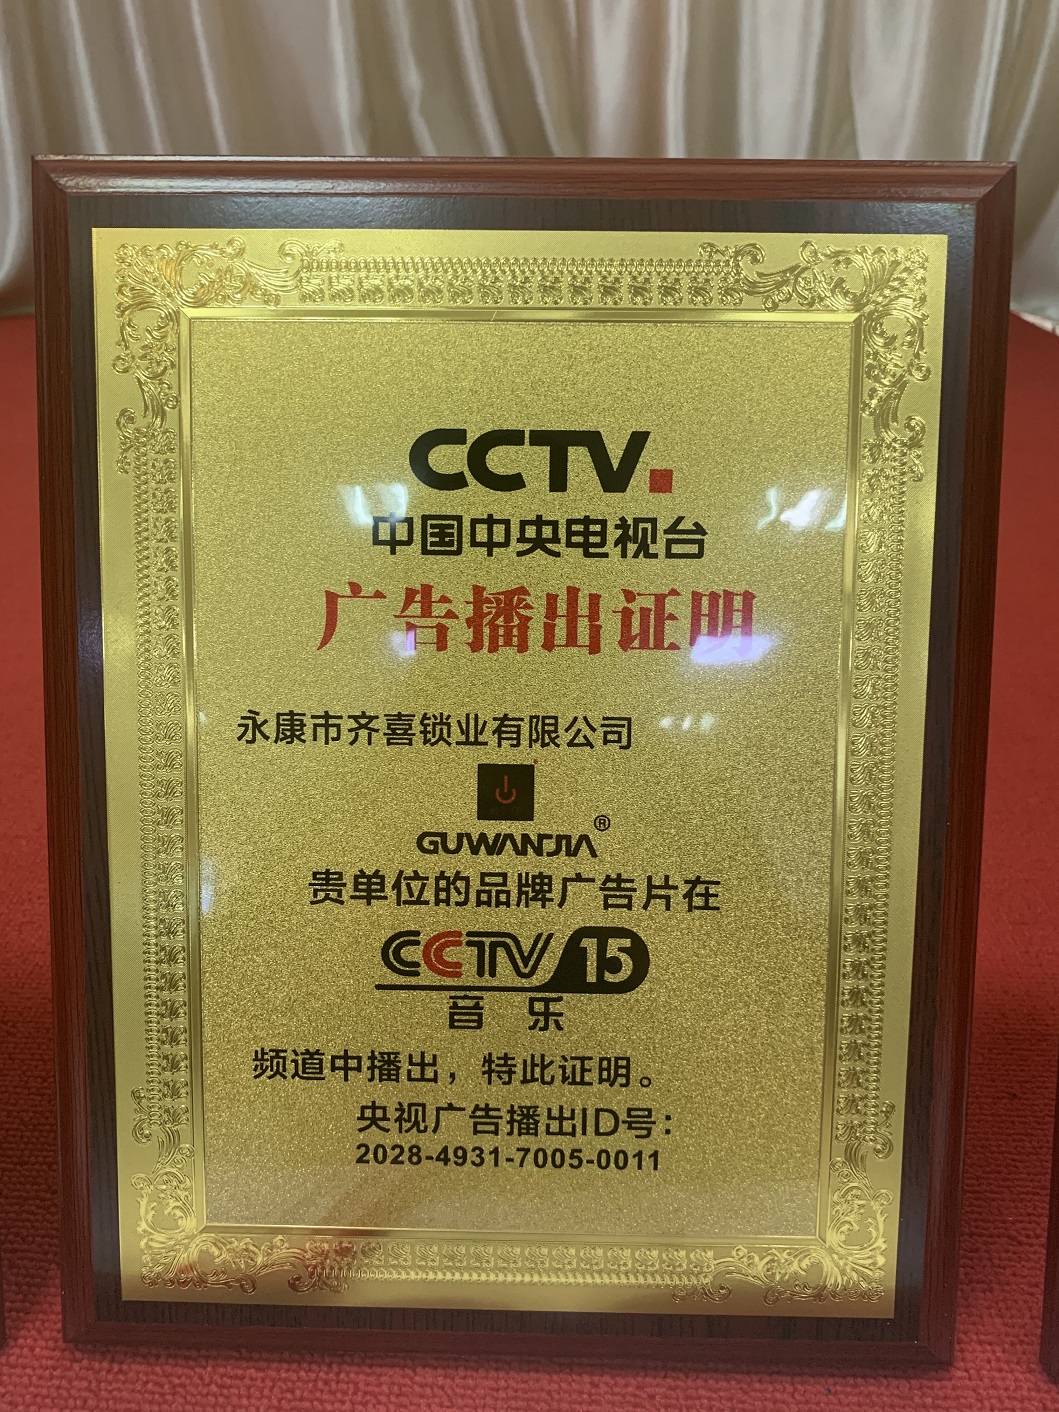 CCTV.
中国中央电视台
广告播出证明
永康市齐喜锁业有限公司
GUWANJIA®
贵单位的品牌广告片在
CCTV 15
音 乐
频道中播出，特此证明。
央视广告播出ID号：
2028-4931-7005-0011